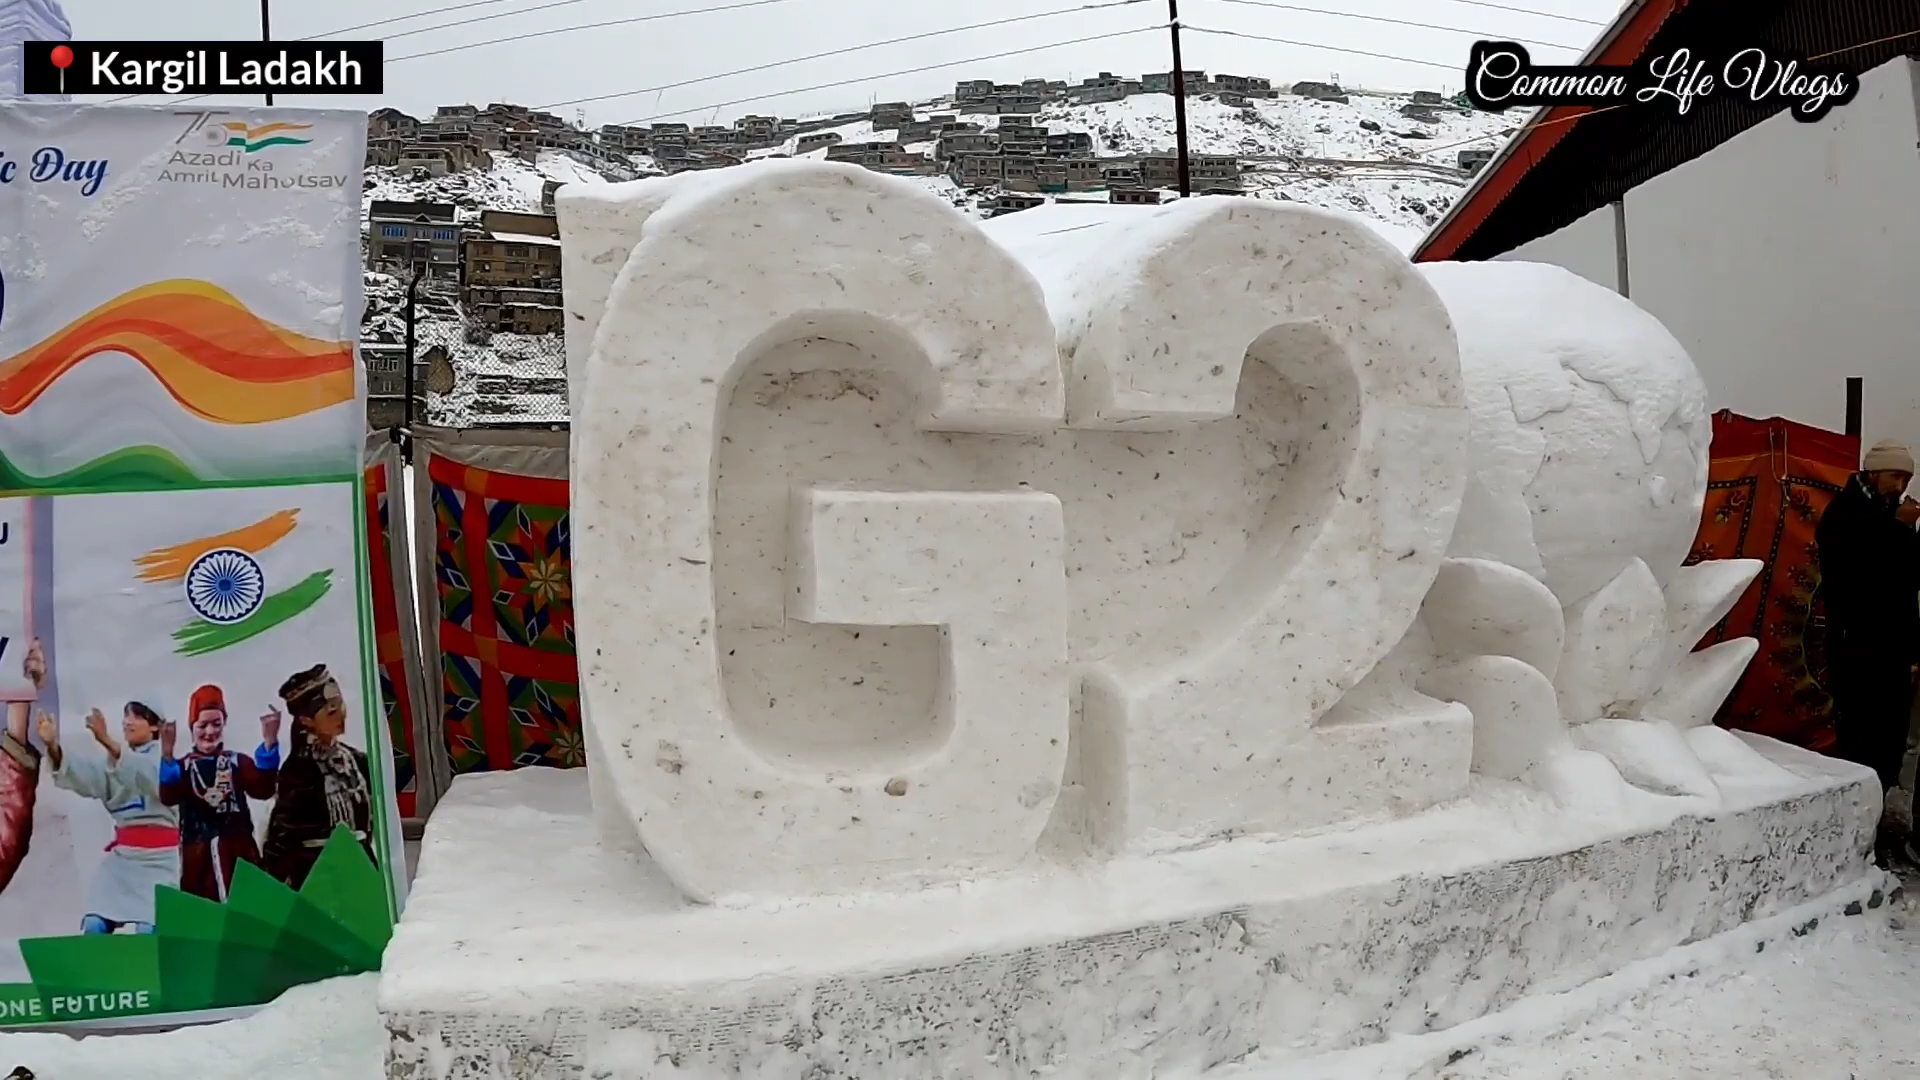 Kargil Ladakh
Common Life Vlogs
c Day
75
Azadi Ka
Amrit Mahotsav
G2
ONE FUTURE